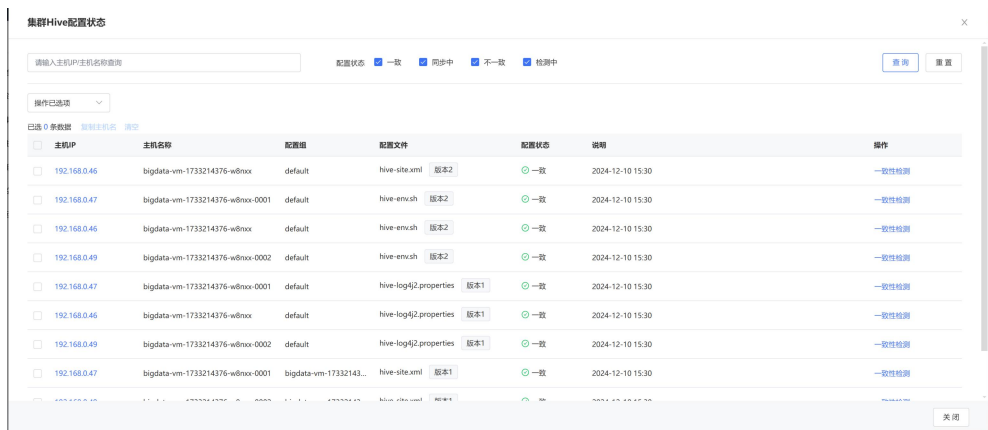 集群Hive配置状态
请输入主机IP/主机名称查询 配置状态 一致 同步中 不一致 检测中 查 询 重 置
操作已选项
已选 0 条数据 复制主机名 清空
主机IP 主机名称 配置组 配置文件 配置状态 说明 操作
192.168.0.46 bigdata-vm-1733214376-w8nxx default hive-site.xml 版本2 一致 2024-12-10 15:30 一致性检测
192.168.0.47 bigdata-vm-1733214376-w8nxx-0001 default hive-env.sh 版本2 一致 2024-12-10 15:30 一致性检测
192.168.0.46 bigdata-vm-1733214376-w8nxx default hive-env.sh 版本2 一致 2024-12-10 15:30 一致性检测
192.168.0.49 bigdata-vm-1733214376-w8nxx-0002 default hive-env.sh 版本2 一致 2024-12-10 15:30 一致性检测
192.168.0.47 bigdata-vm-1733214376-w8nxx-0001 default hive-log4j2.properties 版本1 一致 2024-12-10 15:30 一致性检测
192.168.0.46 bigdata-vm-1733214376-w8nxx default hive-log4j2.properties 版本1 一致 2024-12-10 15:30 一致性检测
192.168.0.49 bigdata-vm-1733214376-w8nxx-0002 default hive-log4j2.properties 版本1 一致 2024-12-10 15:30 一致性检测
192.168.0.47 bigdata-vm-1733214376-w8nxx-0001 bigdata-vm-17332143... hive-site.xml 版本1 一致 2024-12-10 15:30 一致性检测
关 闭